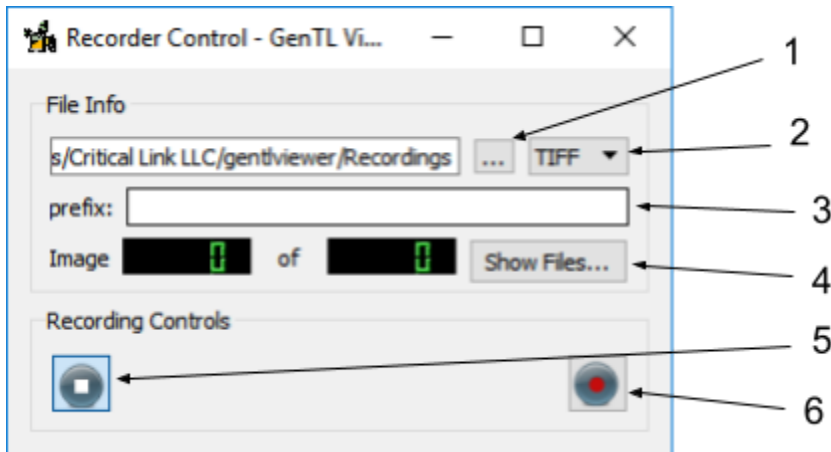 Recorder Control - GenTL Vi...
1
File Info
s/Critical Link LLC/gentlviewer/Recordings ... TIFF
2
prefix:
3
Image 0 of 0 Show Files...
4
Recording Controls
5
6